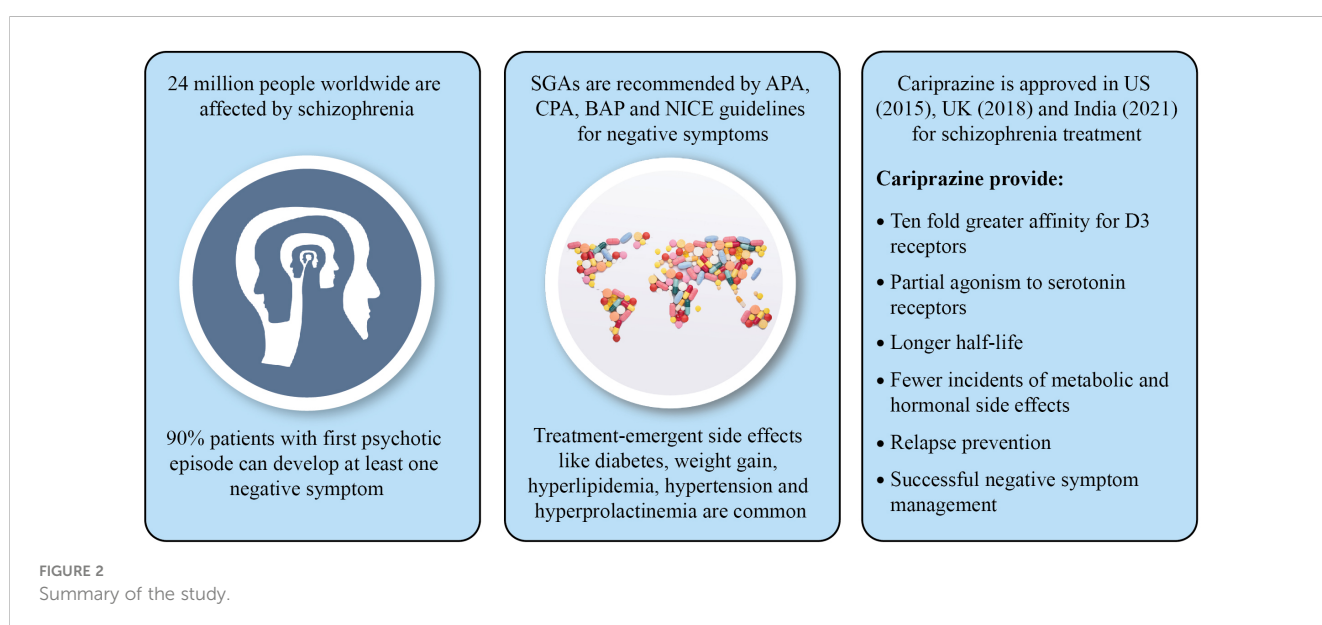 24 million people worldwide are
affected by schizophrenia
90% patients with first psychotic
episode can develop at least one
negative symptom
SGAs are recommended by APA,
CPA, BAP and NICE guidelines
for negative symptoms
Treatment-emergent side effects
like diabetes, weight gain,
hyperlipidemia, hypertension and
hyperprolactinemia are common
Cariprazine is approved in US
(2015), UK (2018) and India (2021)
for schizophrenia treatment
Cariprazine provide:
• Ten fold greater affinity for D3
receptors
• Partial agonism to serotonin
receptors
• Longer half-life
• Fewer incidents of metabolic and
hormonal side effects
• Relapse prevention
• Successful negative symptom
management
FIGURE 2
Summary of the study.